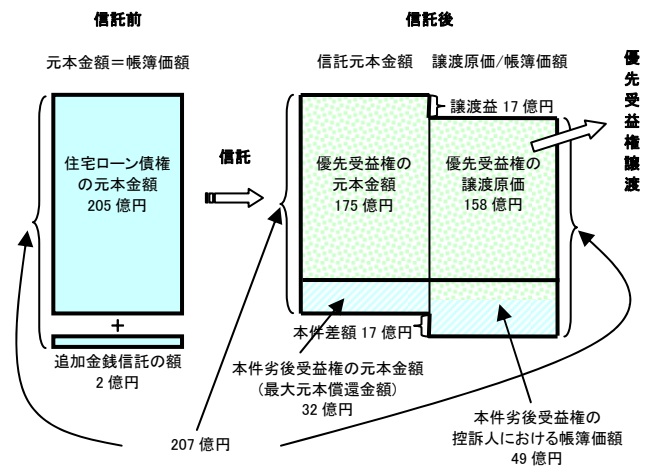 信託前
信託後
元本金額＝帳簿価額
信託元本金額
譲渡原価/帳簿価額
優先受益権譲渡
譲渡益 17 億円
住宅ローン債権
の元本金額
205 億円
信託
優先受益権の
元本金額
175 億円
優先受益権の
譲渡原価
158 億円
+
追加金銭信託の額
2 億円
本件差額 17 億円
本件劣後受益権の元本金額
(最大元本償還金額)
32 億円
本件劣後受益権の
控訴人における帳簿価額
49 億円
207 億円